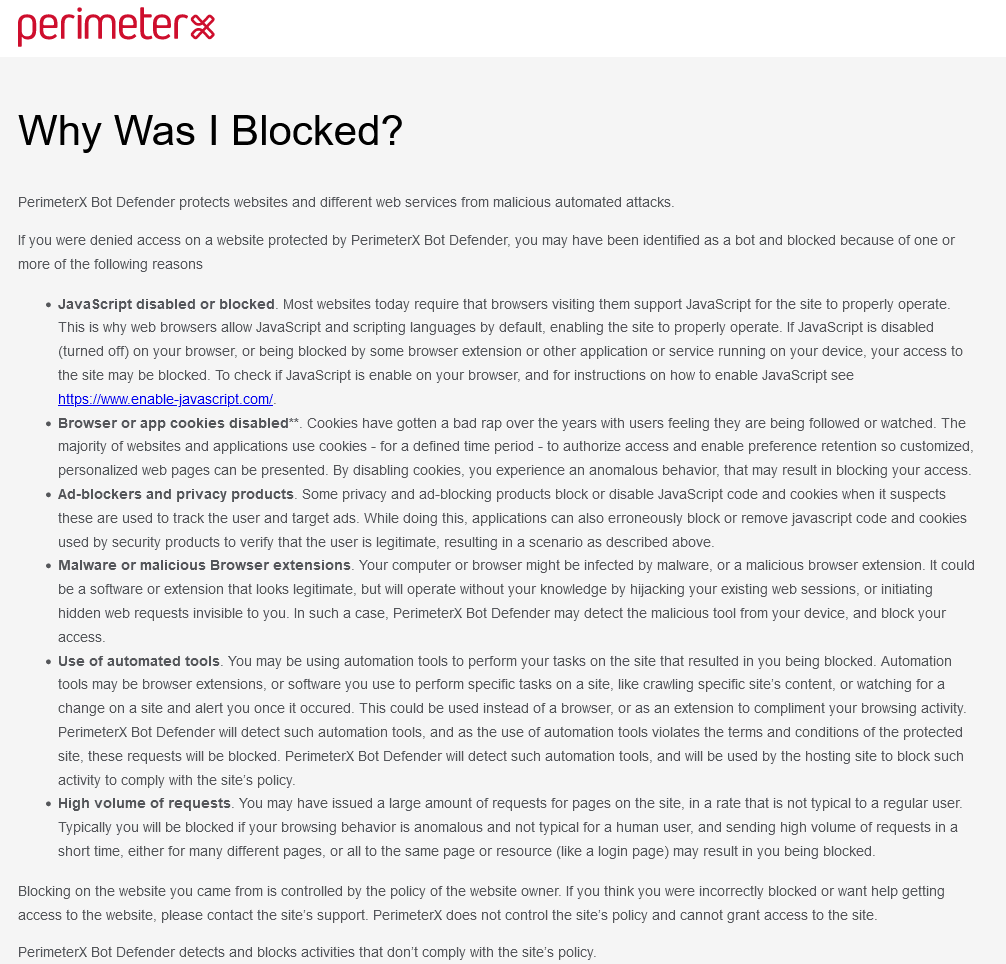 perimeterx
Why Was I Blocked?
PerimeterX Bot Defender protects websites and different web services from malicious automated attacks.
If you were denied access on a website protected by PerimeterX Bot Defender, you may have been identified as a bot and blocked because of one or
more of the following reasons
• JavaScript disabled or blocked. Most websites today require that browsers visiting them support JavaScript for the site to properly operate.
This is why web browsers allow JavaScript and scripting languages by default, enabling the site to properly operate. If JavaScript is disabled
(turned off) on your browser, or being blocked by some browser extension or other application or service running on your device, your access to
the site may be blocked. To check if JavaScript is enable on your browser, and for instructions on how to enable JavaScript see
https://www.enable-javascript.com/.
• Browser or app cookies disabled**. Cookies have gotten a bad rap over the years with users feeling they are being followed or watched. The
majority of websites and applications use cookies - for a defined time period - to authorize access and enable preference retention so customized,
personalized web pages can be presented. By disabling cookies, you experience an anomalous behavior, that may result in blocking your access.
• Ad-blockers and privacy products. Some privacy and ad-blocking products block or disable JavaScript code and cookies when it suspects
these are used to track the user and target ads. While doing this, applications can also erroneously block or remove javascript code and cookies
used by security products to verify that the user is legitimate, resulting in a scenario as described above.
• Malware or malicious Browser extensions. Your computer or browser might be infected by malware, or a malicious browser extension. It could
be a software or extension that looks legitimate, but will operate without your knowledge by hijacking your existing web sessions, or initiating
hidden web requests invisible to you. In such a case, PerimeterX Bot Defender may detect the malicious tool from your device, and block your
access.
• Use of automated tools. You may be using automation tools to perform your tasks on the site that resulted in you being blocked. Automation
tools may be browser extensions, or software you use to perform specific tasks on a site, like crawling specific site's content, or watching for a
change on a site and alert you once it occured. This could be used instead of a browser, or as an extension to compliment your browsing activity.
PerimeterX Bot Defender will detect such automation tools, and as the use of automation tools violates the terms and conditions of the protected
site, these requests will be blocked. PerimeterX Bot Defender will detect such automation tools, and will be used by the hosting site to block such
activity to comply with the site's policy.
• High volume of requests. You may have issued a large amount of requests for pages on the site, in a rate that is not typical to a regular user.
Typically you will be blocked if your browsing behavior is anomalous and not typical for a human user, and sending high volume of requests in a
short time, either for many different pages, or all to the same page or resource (like a login page) may result in you being blocked.
Blocking on the website you came from is controlled by the policy of the website owner. If you think you were incorrectly blocked or want help getting
access to the website, please contact the site's support. PerimeterX does not control the site's policy and cannot grant access to the site.
PerimeterX Bot Defender detects and blocks activities that don't comply with the site's policy.